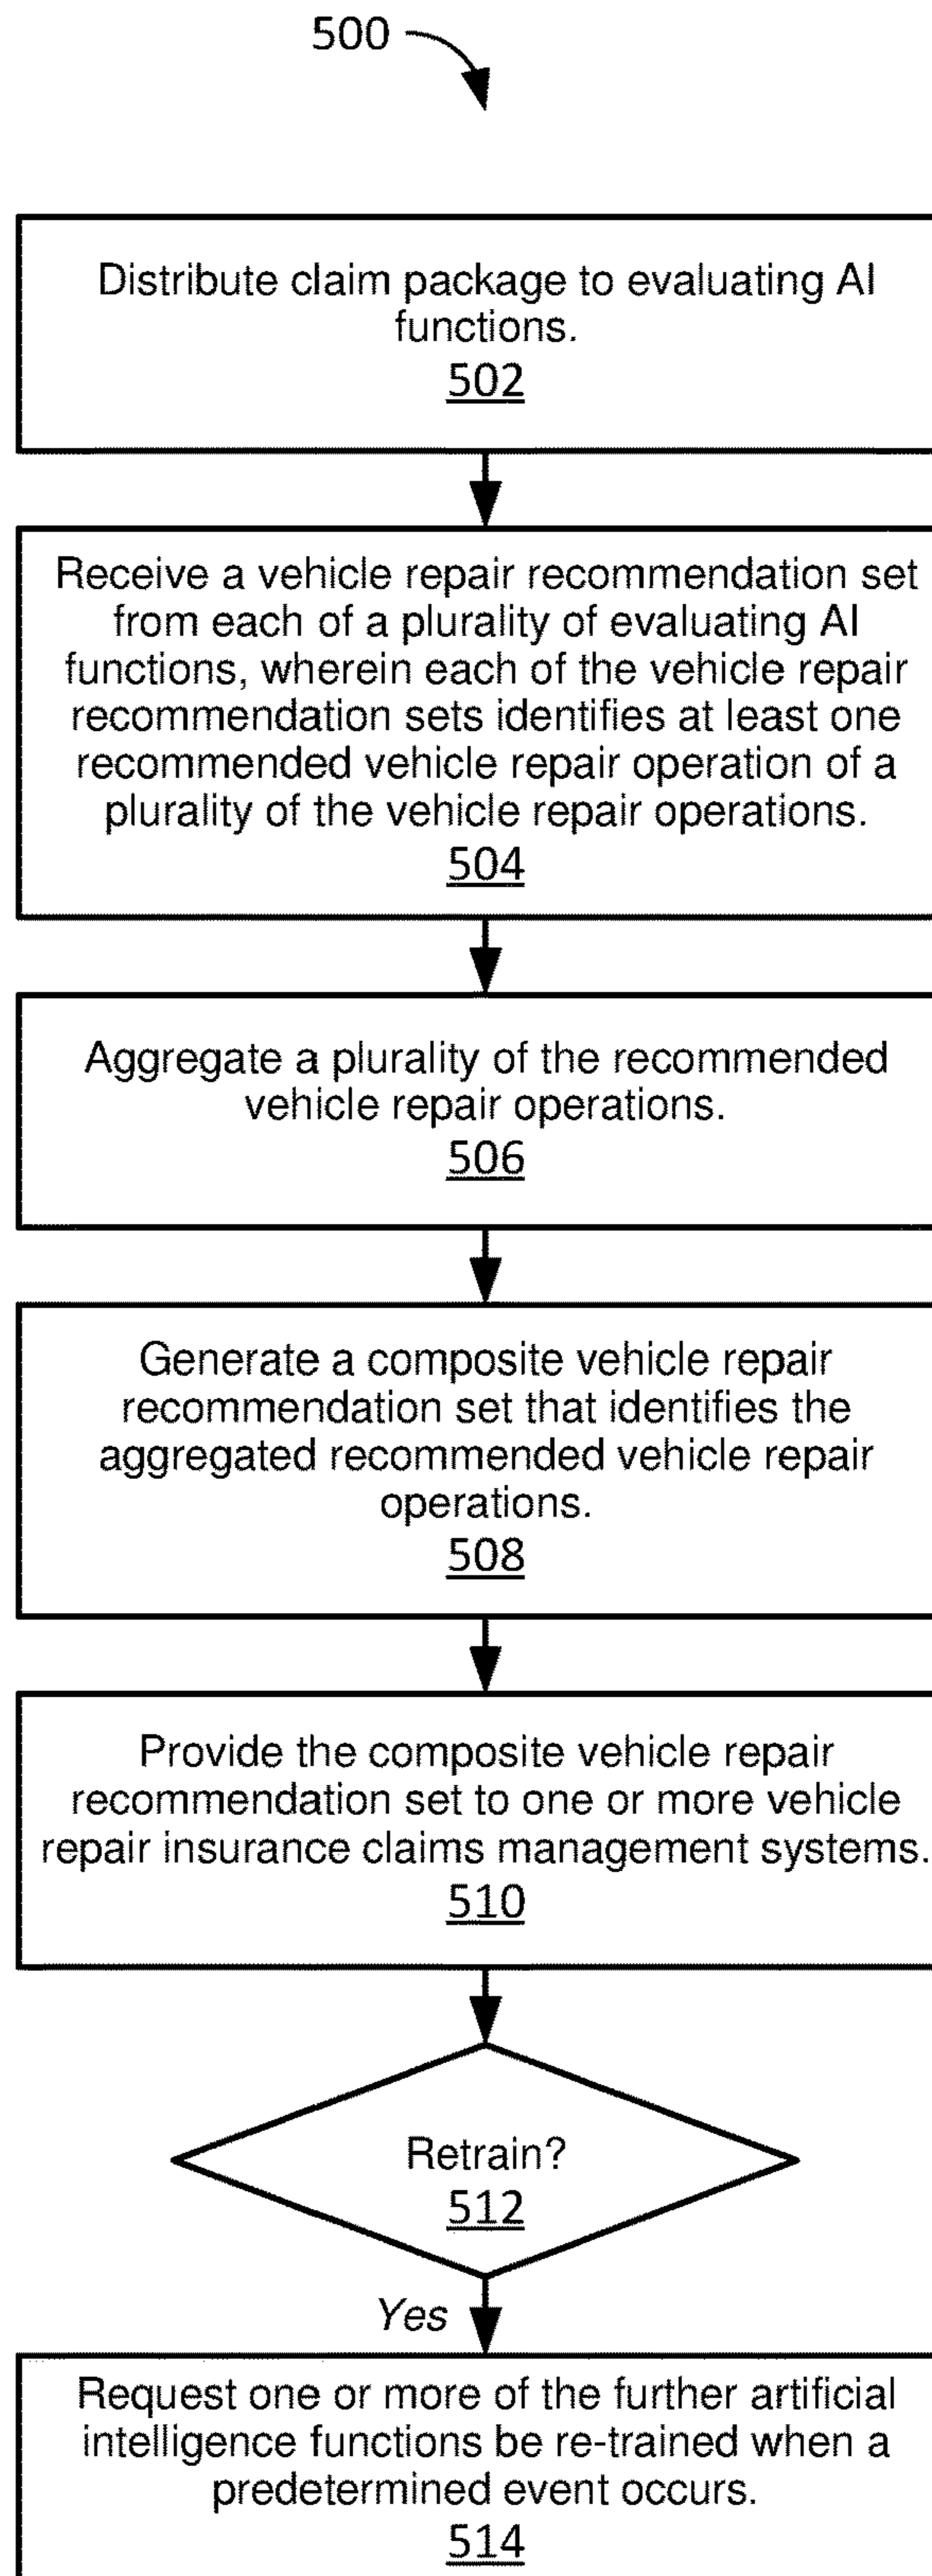 500
Distribute claim package to evaluating AI
functions.
502
Receive a vehicle repair recommendation set
from each of a plurality of evaluating AI
functions, wherein each of the vehicle repair
recommendation sets identifies at least one
recommended vehicle repair operation of a
plurality of the vehicle repair operations.
504
Aggregate a plurality of the recommended
vehicle repair operations.
506
Generate a composite vehicle repair
recommendation set that identifies the
aggregated recommended vehicle repair
operations.
508
Provide the composite vehicle repair
recommendation set to one or more vehicle
repair insurance claims management systems.
510
Retrain?
512
Yes
Request one or more of the further artificial
intelligence functions be re-trained when a
predetermined event occurs.
514